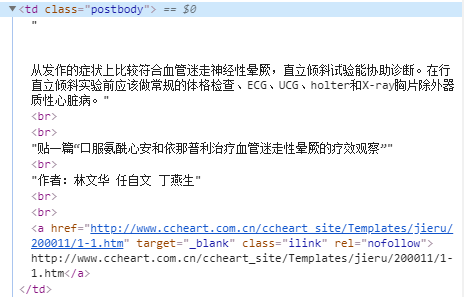 ▼<td class="postbody"> == $0
"
从发作的症状上比较符合血管迷走神经性晕厥，直立倾斜试验能协助诊断。在行
直立倾斜实验前应该做常规的体格检查、ECG、UCG、holter和X-ray胸片除外器
质性心脏病。"
<br>
<br>
"贴一篇“口服氨酰心安和依那普利治疗血管迷走性晕厥的疗效观察”"
<br>
"作者：林文华 任自文 丁燕生"
<br>
<br>
<a href="http://www.ccheart.com.cn/ccheart_site/Templates/jieru/
200011/1-1.htm" target="_blank" class="ilink" rel="nofollow">
http://www.ccheart.com.cn/ccheart_site/Templates/jieru/200011/1-
1.htm</a>
</td>